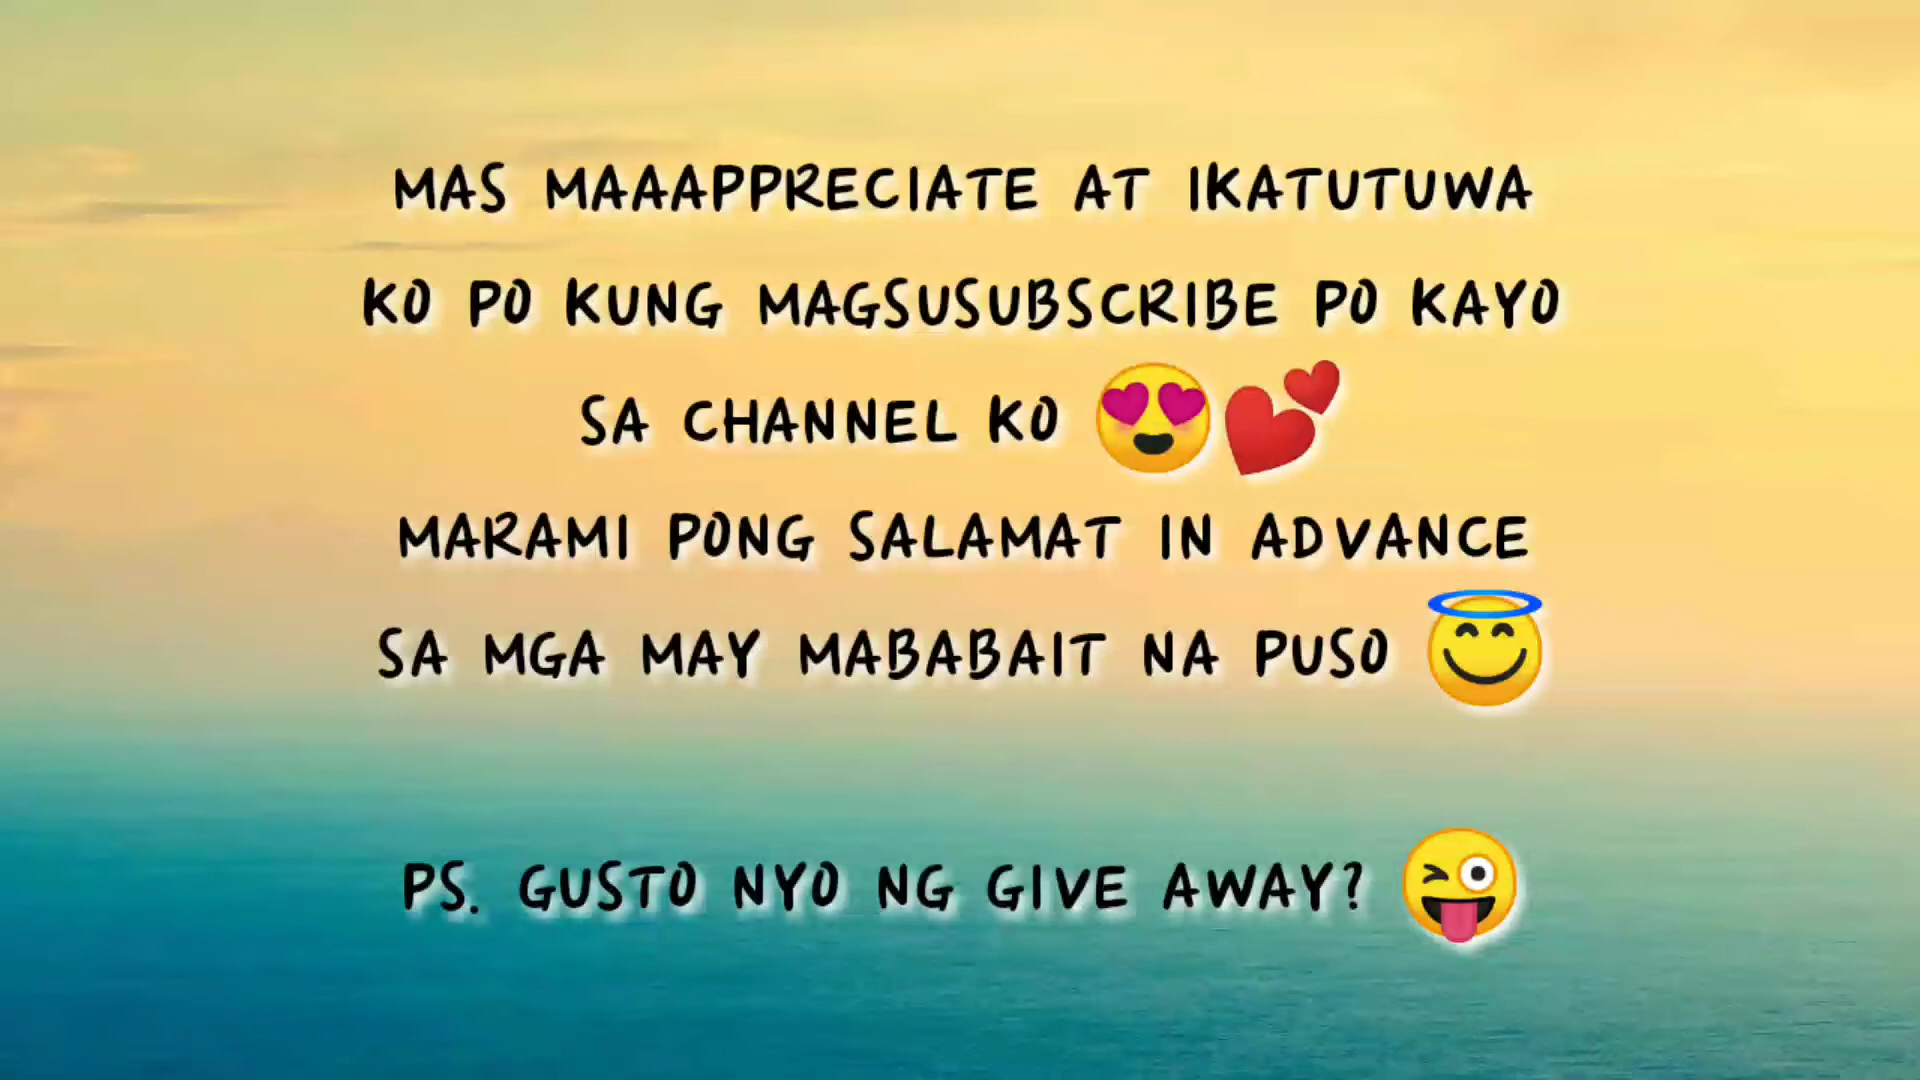 MAS MAAAPPRECIATE AT IKATUTUWA
KO PO KUNG MAGSUSUBSCRIBE PO KAYO
SA CHANNEL KO 😍💕
MARAMI PONG SALAMAT IN ADVANCE
SA MGA MAY MABABAIT NA PUSO 😇
PS. GUSTO NYO NG GIVE AWAY? 😜